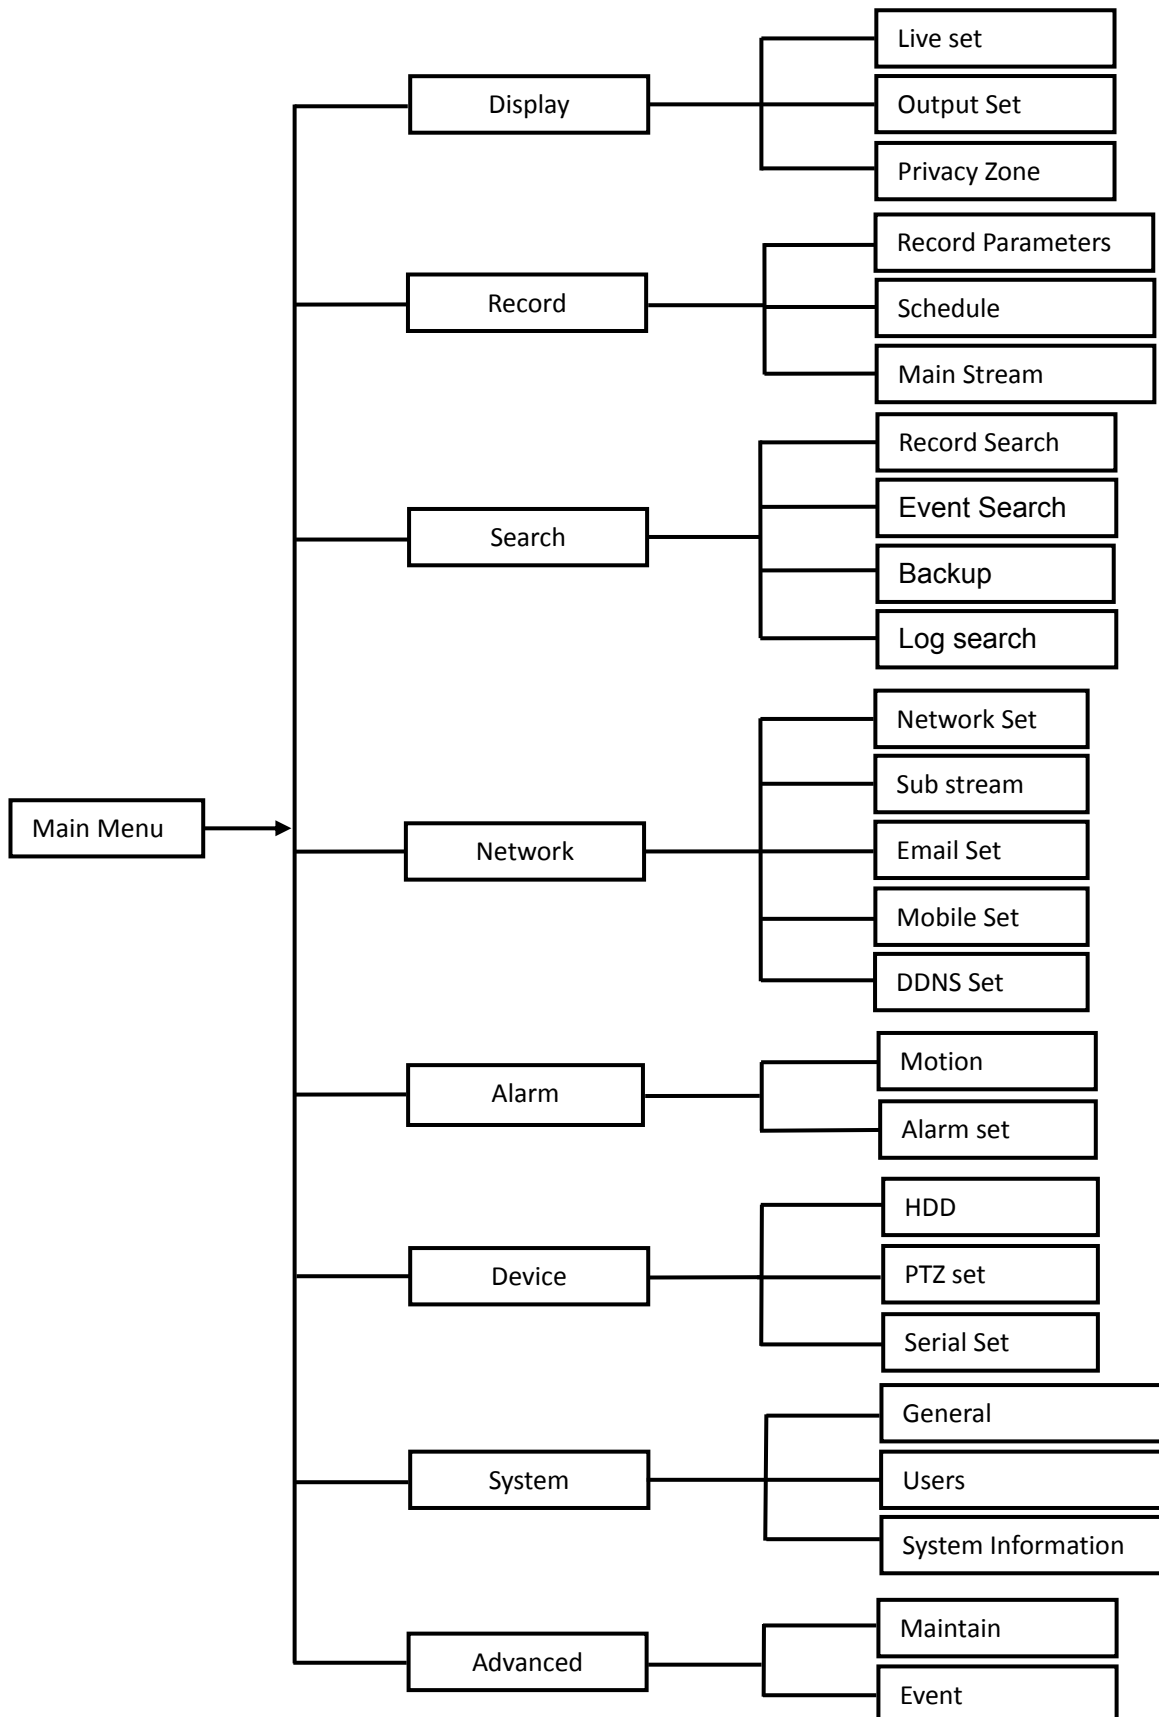 Main Menu
Display
Live set
Output Set
Privacy Zone
Record
Record Parameters
Schedule
Main Stream
Search
Record Search
Event Search
Backup
Log search
Network
Network Set
Sub stream
Email Set
Mobile Set
DDNS Set
Alarm
Motion
Alarm set
Device
HDD
PTZ set
Serial Set
System
General
Users
System Information
Advanced
Maintain
Event